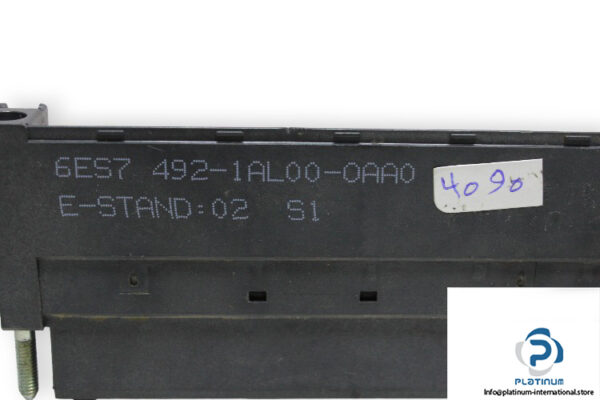 6ES7 492-1AL00-0AA0
E-STAND:02 S1
4090
PLATINUM
Info@platinum-international.store